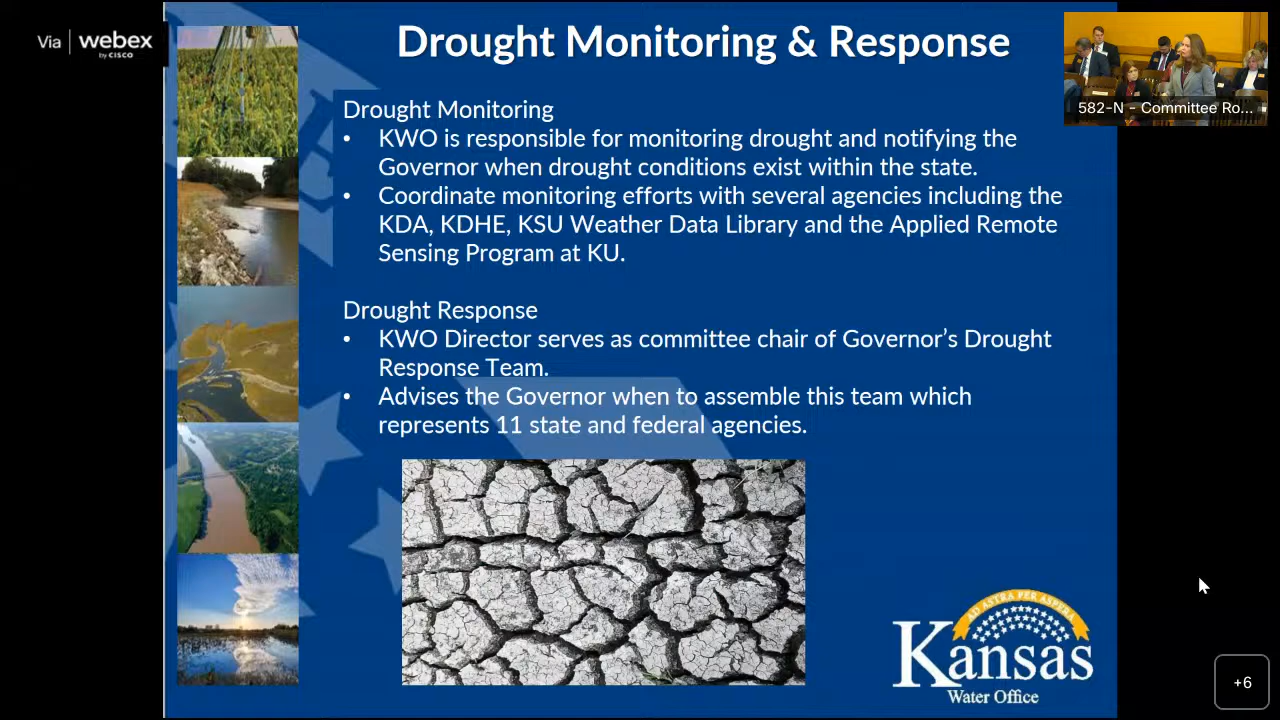 Via | webex
by CISCO
Drought Monitoring & Response
582-N - Committee Ro...
Drought Monitoring
• KWO is responsible for monitoring drought and notifying the
Governor when drought conditions exist within the state.
• Coordinate monitoring efforts with several agencies including the
KDA, KDHE, KSU Weather Data Library and the Applied Remote
Sensing Program at KU.
Drought Response
• KWO Director serves as committee chair of Governor’s Drought
Response Team.
• Advises the Governor when to assemble this team which
represents 11 state and federal agencies.
AD ASTRA PER ASPERA
Kansas
Water Office
+6